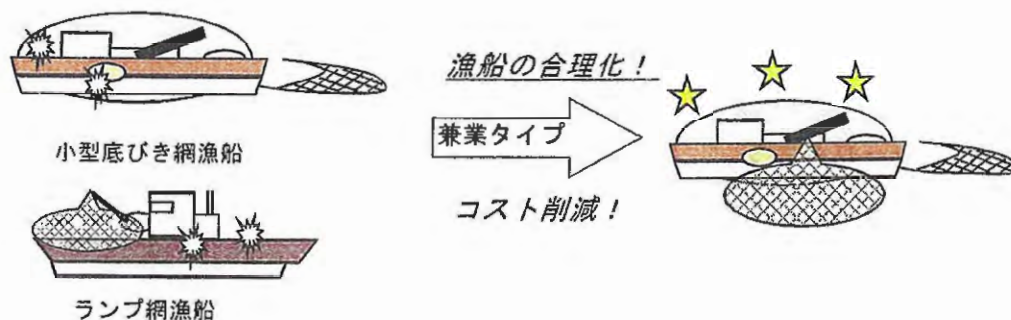 小型底びき網漁船
ランプ網漁船
漁船の合理化！
兼業タイプ
コスト削減！